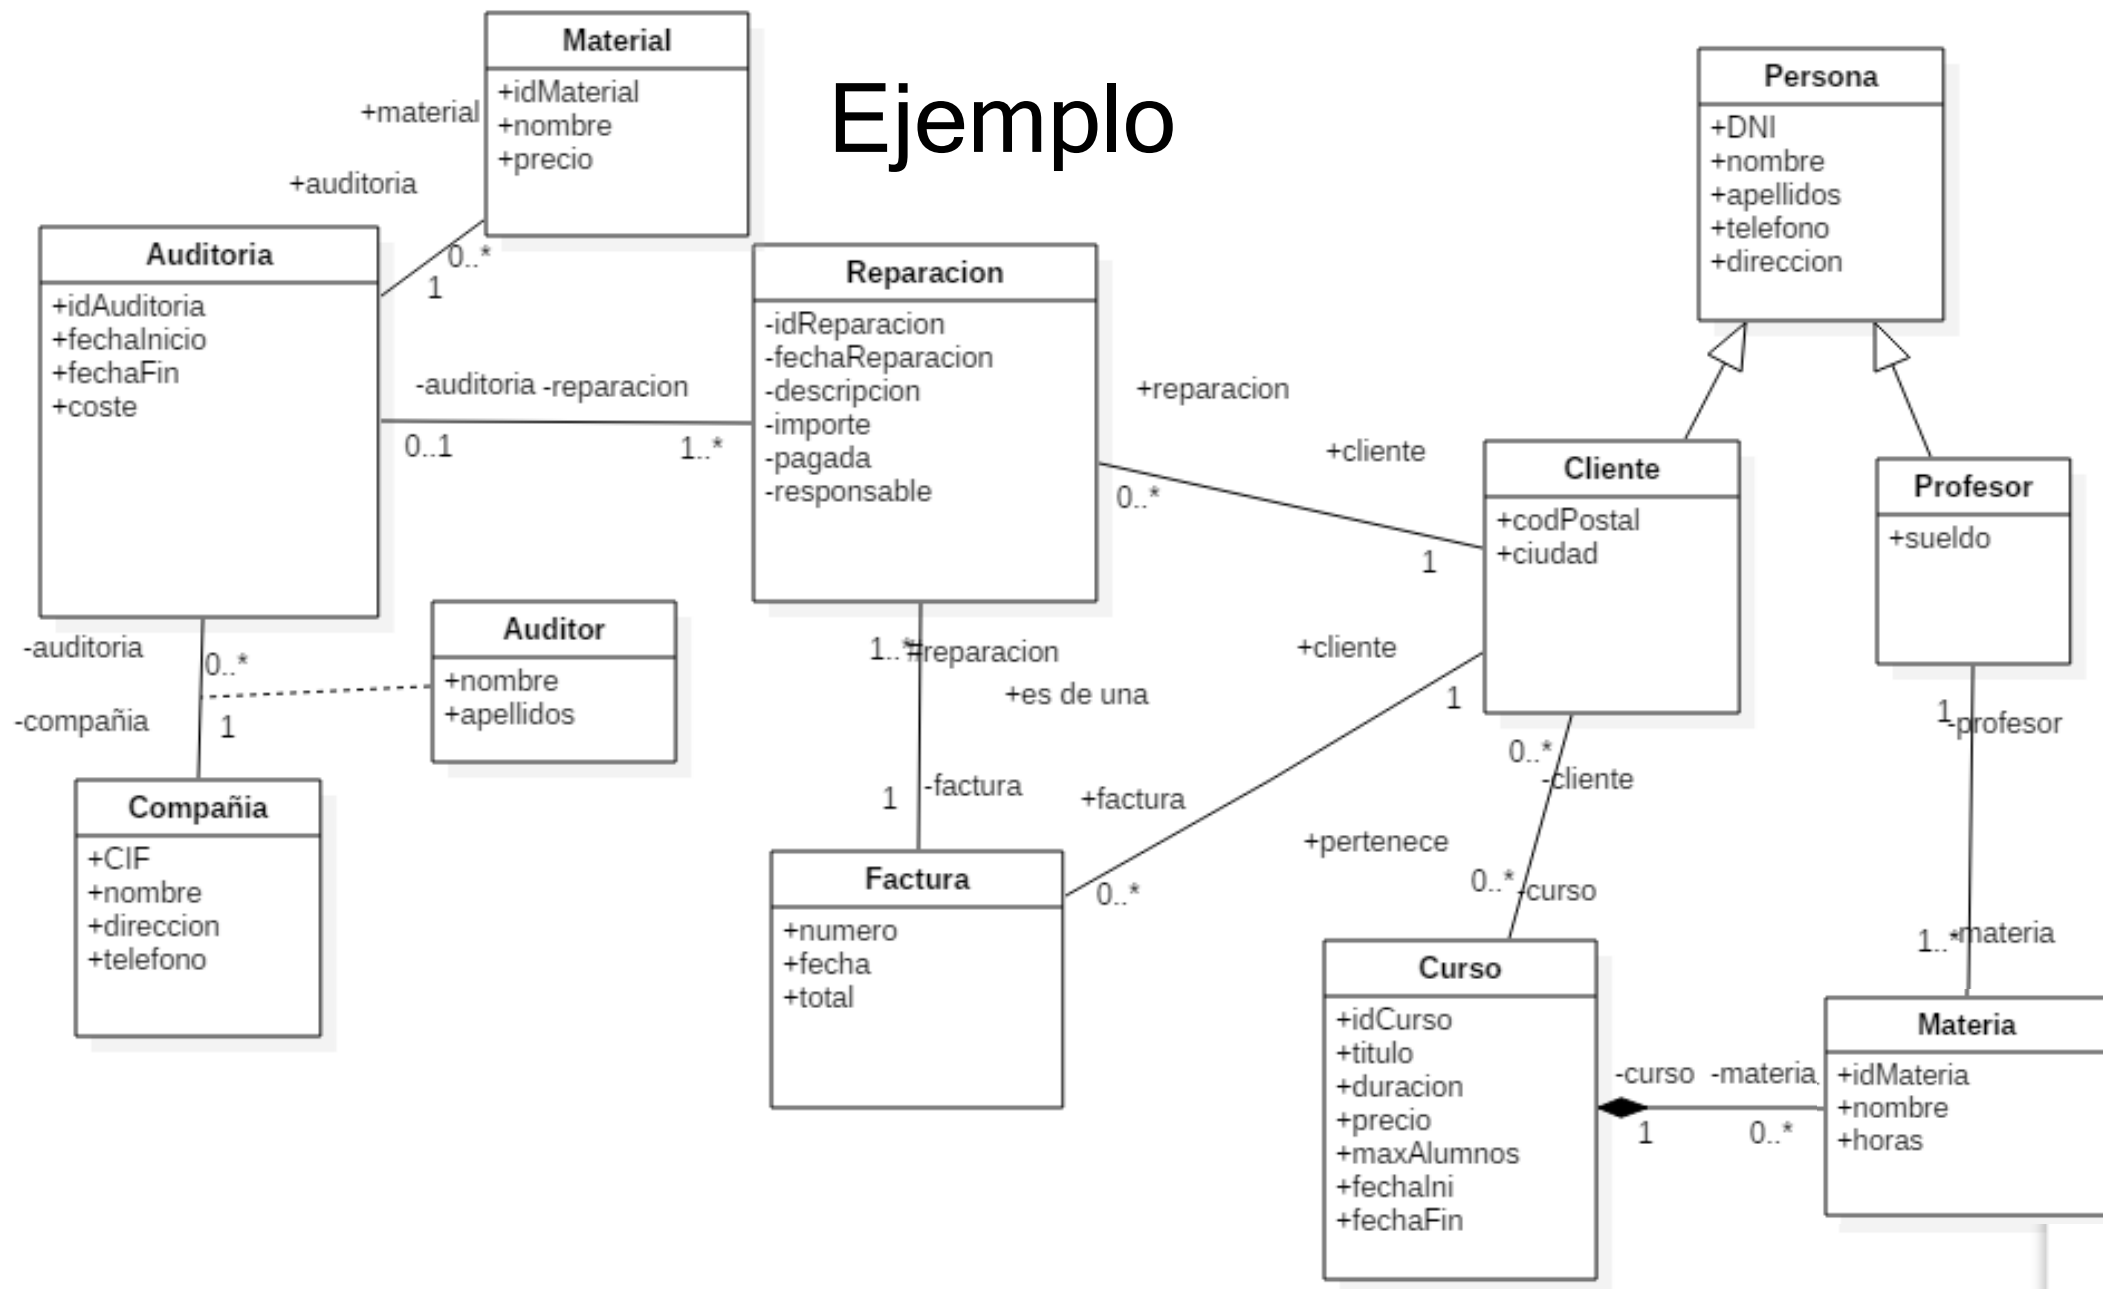 Ejemplo
Material
+idMaterial
+nombre
+precio
+material
+auditoria
0..*
1
Auditoria
+idAuditoria
+fechaInicio
+fechaFin
+coste
-auditoria -reparacion
0..1
1..*
Reparacion
-idReparacion
-fechaReparacion
-descripcion
-importe
-pagada
-responsable
+reparacion
+cliente
0..*
1
Persona
+DNI
+nombre
+apellidos
+telefono
+direccion
Cliente
+codPostal
+ciudad
Profesor
+sueldo
-auditoria
0..*
-compañia
1
Auditor
+nombre
+apellidos
Compañia
+CIF
+nombre
+direccion
+telefono
1..*
#reparacion
+es de una
1
-factura
+cliente
1
+factura
0..*
Factura
+numero
+fecha
+total
0..*
-cliente
+pertenece
0..*
-curso
1
-profesor
1..*
-materia
Curso
+idCurso
+titulo
+duracion
+precio
+maxAlumnos
+fechaIni
+fechaFin
-curso -materia
1
0..*
Materia
+idMateria
+nombre
+horas